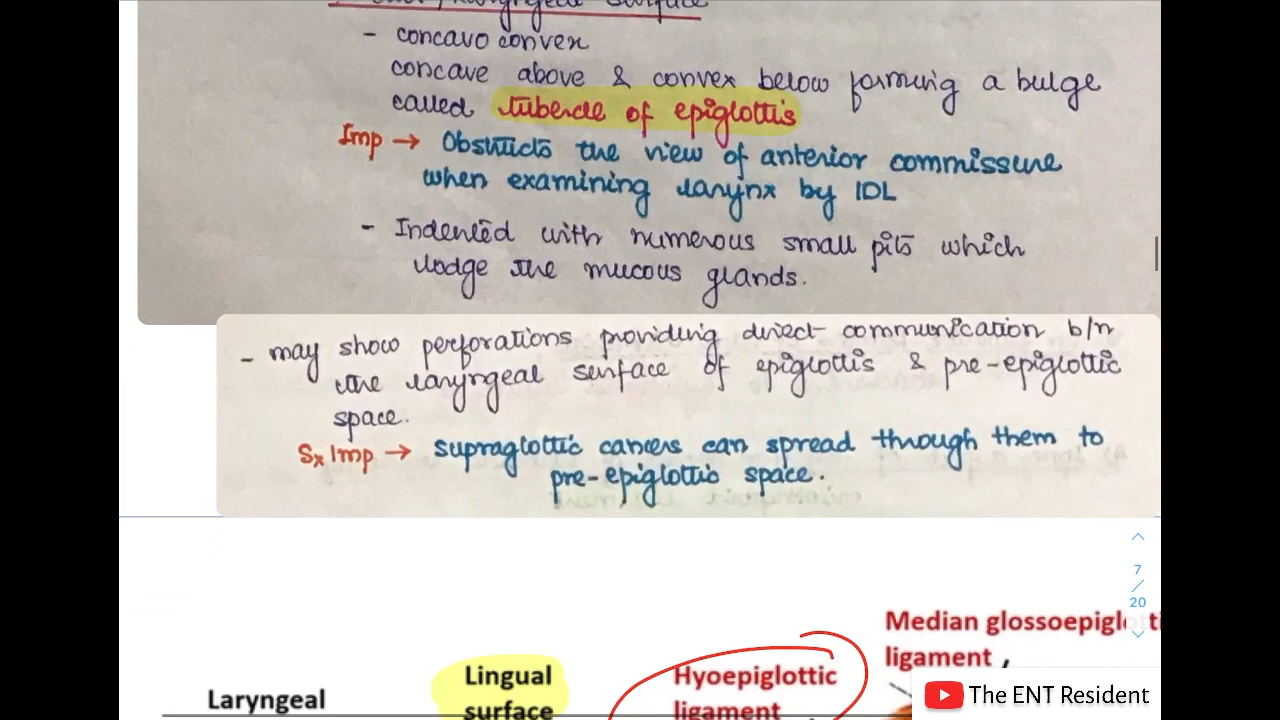 - concavo convex
concave above & convex below forming a bulge
called tubercle of epiglottis
Imp → Obstructs the view of anterior commissure
when examining larynx by IDL
- Indented with numerous small pits which
lodge the mucous glands.
- may show perforations providing direct communication b/n
the laryngeal surface of epiglottis & pre-epiglottic
space.
Sx Imp → supraglottic cancers can spread through them to
pre-epiglottic space.
7
/
20
Median glossoepiglotti
ligament
Lingual
surface
Hyoepiglottic
ligament
Laryngeal
The ENT Resident